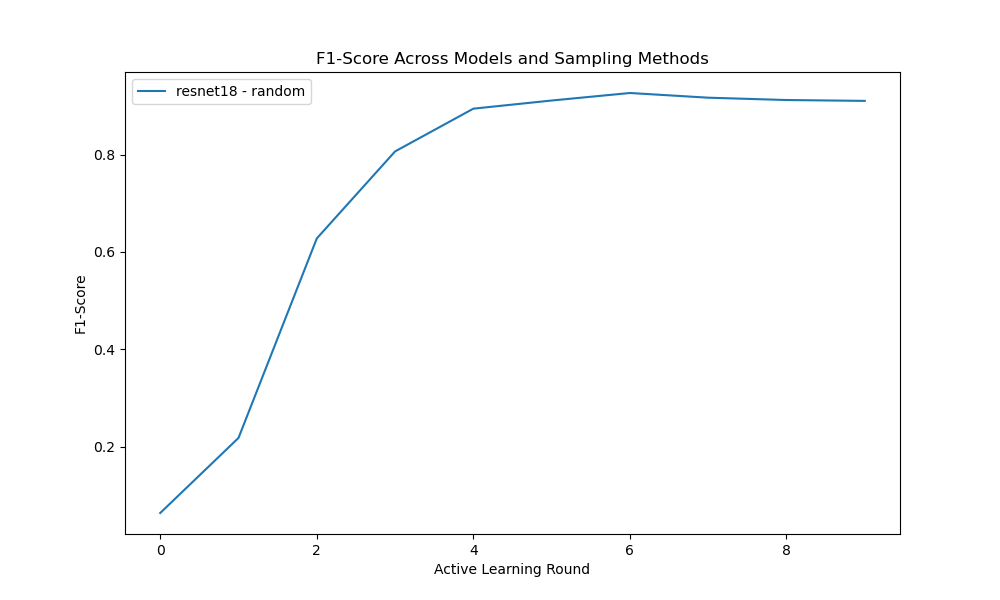 F1-Score Across Models and Sampling Methods
resnet18 - random
0.8
0.6
0.4
0.2
F1-Score
0 2 4 6 8
Active Learning Round